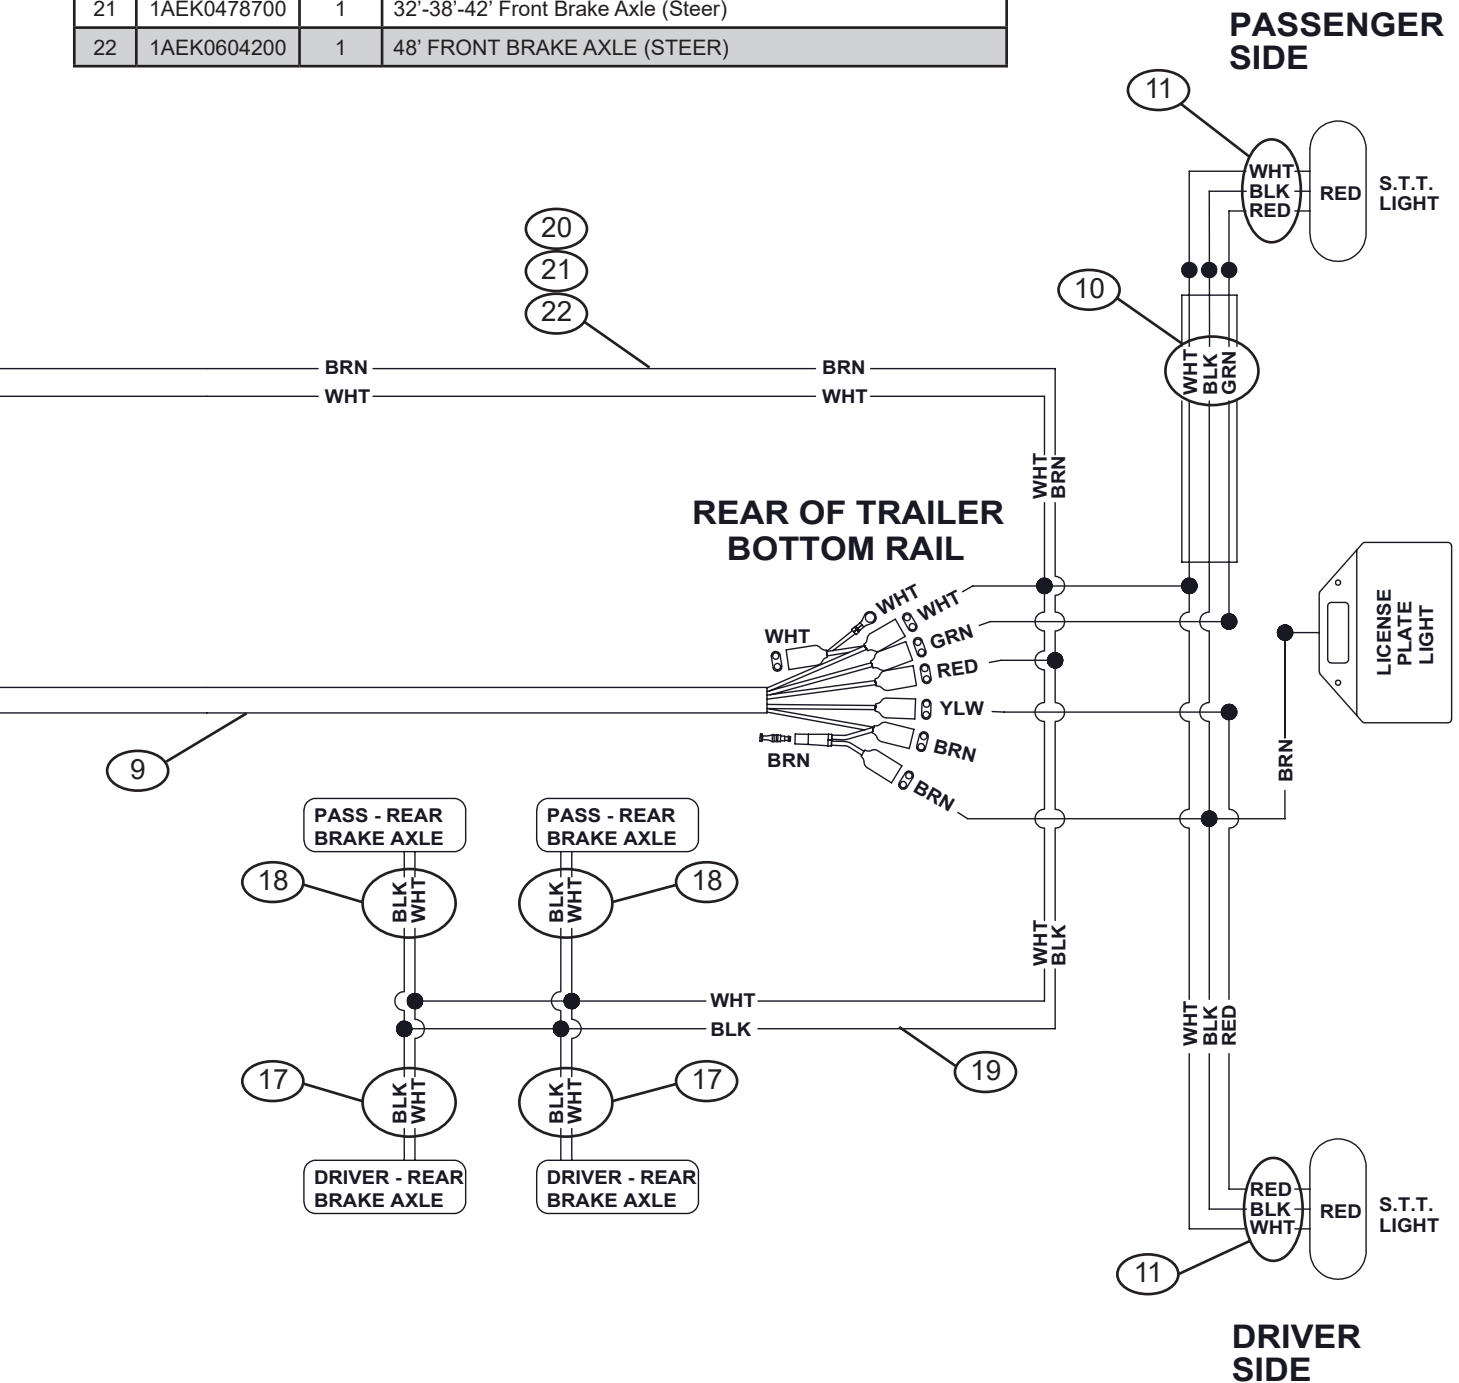 21 1AEK0478700 1 32'-38'-42' Front Brake Axle (Steer)
22 1AEK0604200 1 48' FRONT BRAKE AXLE (STEER)
PASSENGER
SIDE
11
WHT
BLK
RED
RED
S.T.T.
LIGHT
20
21
22
10
WHT
BLK
GRN
BRN
BRN
WHT
WHT
WHT
BRN
REAR OF TRAILER
BOTTOM RAIL
WHT
WHT
WHT
GRN
RED
YLW
BRN
BRN
BRN
LICENSE
PLATE
LIGHT
BRN
9
PASS - REAR
BRAKE AXLE
PASS - REAR
BRAKE AXLE
18
BLK
WHT
BLK
WHT
18
WHT
BLK
WHT
BLK
17
BLK
WHT
BLK
WHT
17
19
DRIVER - REAR
BRAKE AXLE
DRIVER - REAR
BRAKE AXLE
WHT
BLK
RED
RED
BLK
WHT
RED
S.T.T.
LIGHT
11
DRIVER
SIDE